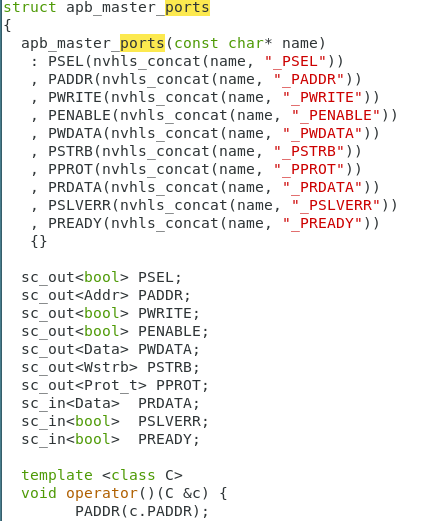 struct apb_master_ports
{
apb_master_ports(const char* name)
: PSEL(nvhls_concat(name, "_PSEL"))
, PADDR(nvhls_concat(name, "_PADDR"))
, PWRITE(nvhls_concat(name, "_PWRITE"))
, PENABLE(nvhls_concat(name, "_PENABLE"))
, PWDATA(nvhls_concat(name, "_PWDATA"))
, PSTRB(nvhls_concat(name, "_PSTRB"))
, PPROT(nvhls_concat(name, "_PPROT"))
, PRDATA(nvhls_concat(name, "_PRDATA"))
, PSLVERR(nvhls_concat(name, "_PSLVERR"))
, PREADY(nvhls_concat(name, "_PREADY"))
{}
sc_out<bool> PSEL;
sc_out<Addr> PADDR;
sc_out<bool> PWRITE;
sc_out<bool> PENABLE;
sc_out<Data> PWDATA;
sc_out<Wstrb> PSTRB;
sc_out<Prot_t> PPROT;
sc_in<Data>  PRDATA;
sc_in<bool>  PSLVERR;
sc_in<bool>  PREADY;
template <class C>
void operator()(C &c) {
PADDR(c.PADDR);